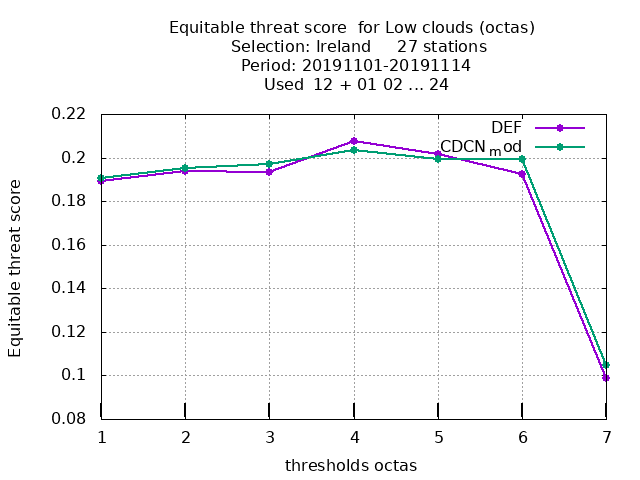 Equitable threat score  for Low clouds (octas)
Selection: Ireland     27 stations
Period: 20191101-20191114
Used  12 + 01 02 ... 24
DEF
CDCNmod
Equitable threat score
0.22
0.2
0.18
0.16
0.14
0.12
0.1
0.08
1 2 3 4 5 6 7
thresholds octas